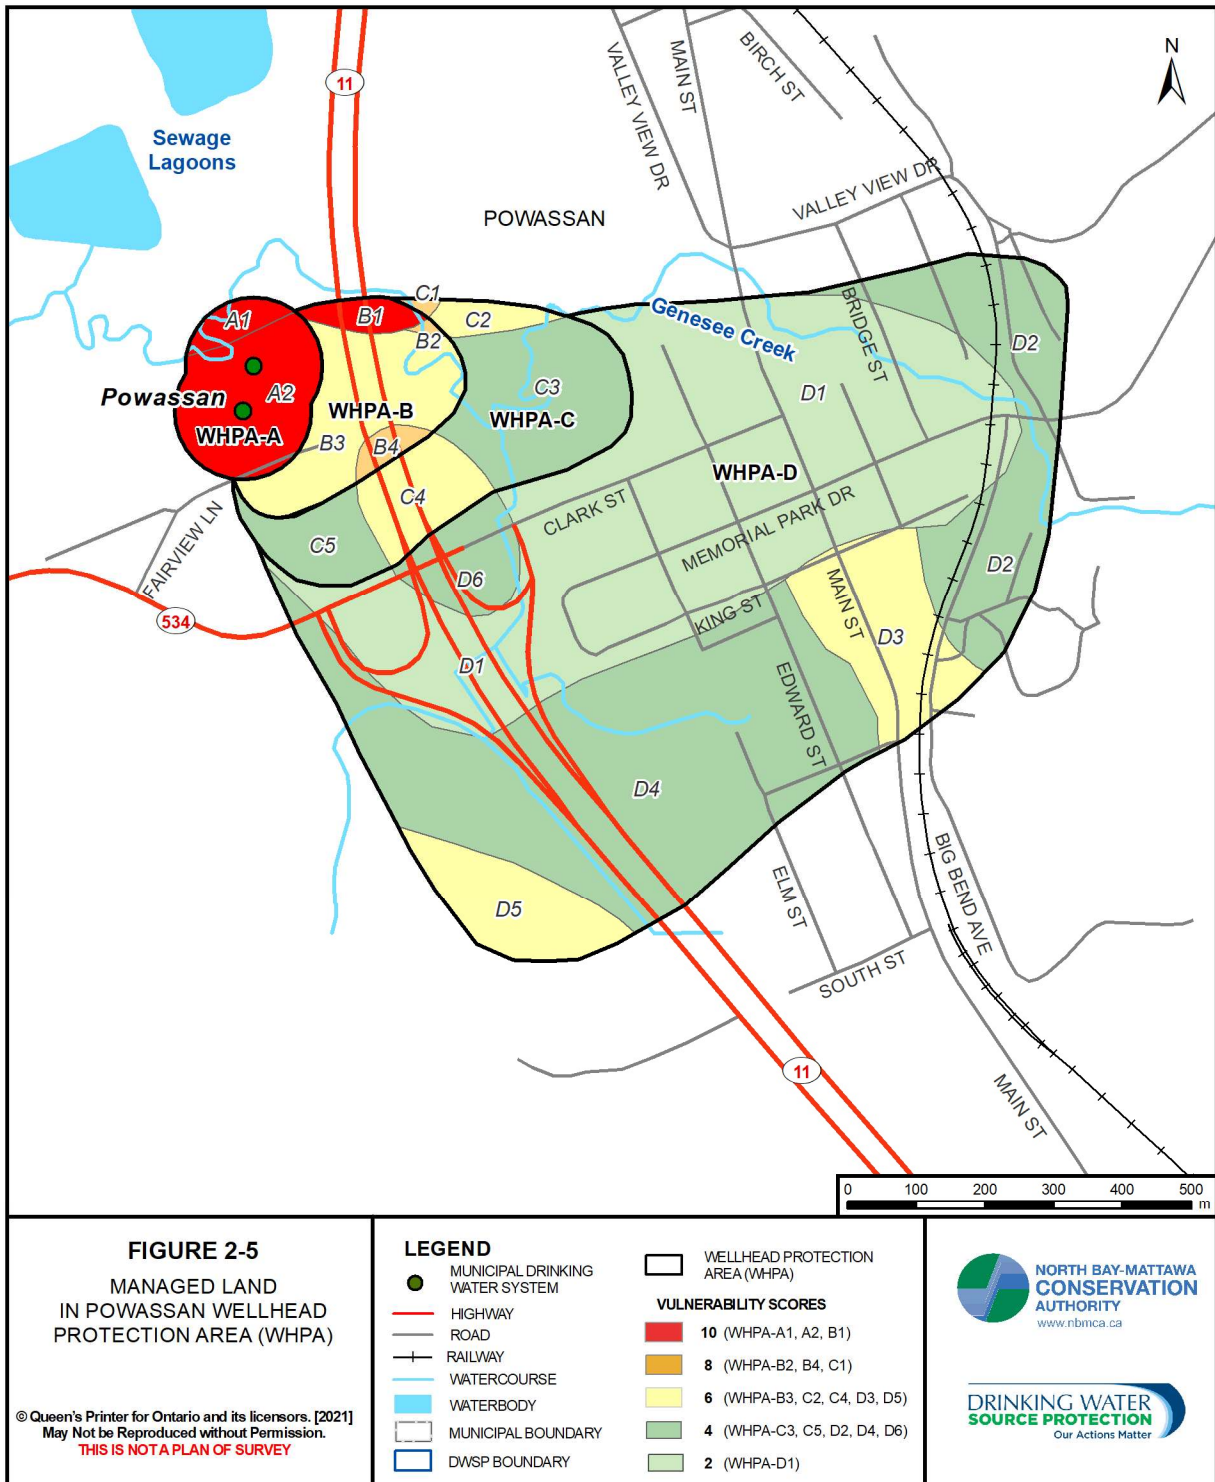 11
Sewage
Lagoons
POWASSAN
VALLEY VIEW DR
MAIN ST
BIRCH ST
N
VALLEY VIEW DR
A1
B1
C1
B2
C2
Genesee Creek
BRIDGE ST
D2
A2
Powassan
WHPA-A
WHPA-B
B3
B4
C3
WHPA-C
D1
WHPA-D
C4
C5
D6
CLARK ST
MEMORIAL PARK DR
KING ST
MAIN ST
D2
D3
FAIRVIEW LN
534
D1
EDWARD ST
D4
D5
ELM ST
SOUTH ST
BIG BEND AVE
11
MAIN ST
0 100 200 300 400 500
m
FIGURE 2-5
MANAGED LAND
IN POWASSAN WELLHEAD
PROTECTION AREA (WHPA)
© Queen's Printer for Ontario and its licensors. [2021]
May Not be Reproduced without Permission.
THIS IS NOT A PLAN OF SURVEY
LEGEND
MUNICIPAL DRINKING
WATER SYSTEM
HIGHWAY
ROAD
RAILWAY
WATERCOURSE
WATERBODY
MUNICIPAL BOUNDARY
DWSP BOUNDARY
WELLHEAD PROTECTION
AREA (WHPA)
VULNERABILITY SCORES
10 (WHPA-A1, A2, B1)
8 (WHPA-B2, B4, C1)
6 (WHPA-B3, C2, C4, D3, D5)
4 (WHPA-C3, C5, D2, D4, D6)
2 (WHPA-D1)
NORTH BAY-MATTAWA
CONSERVATION
AUTHORITY
www.nbmca.ca
DRINKING WATER
SOURCE PROTECTION
Our Actions Matter